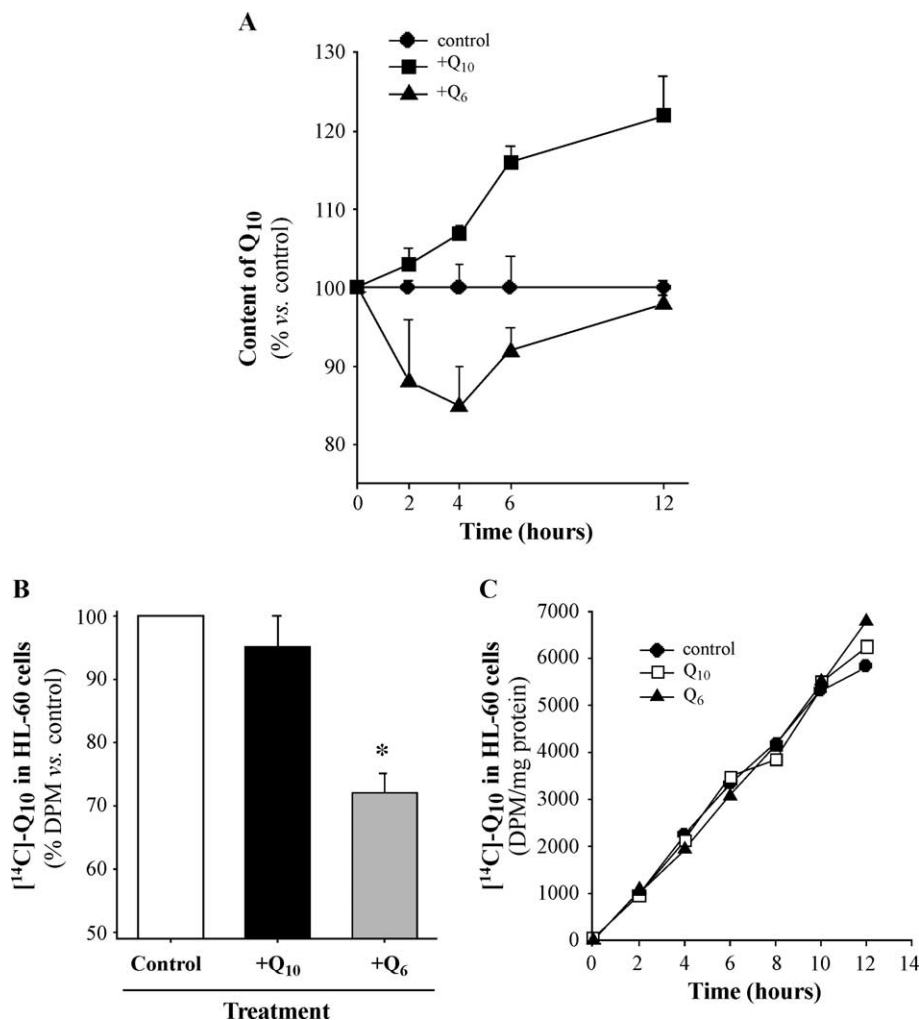 A
control
+Q10
+Q6
130
120
110
100
90
80
Content of Q10
(% vs. control)
0 2 4 6 12
Time (hours)
B
[14C]-Q10 in HL-60 cells
(% DPM vs. control)
100
90
80
70
60
50
*
Control +Q10 +Q6
Treatment
C
[14C]-Q10 in HL-60 cells
(DPM/mg protein)
7000
6000
5000
4000
3000
2000
1000
0
control
Q10
Q6
0 2 4 6 8 10 12 14
Time (hours)